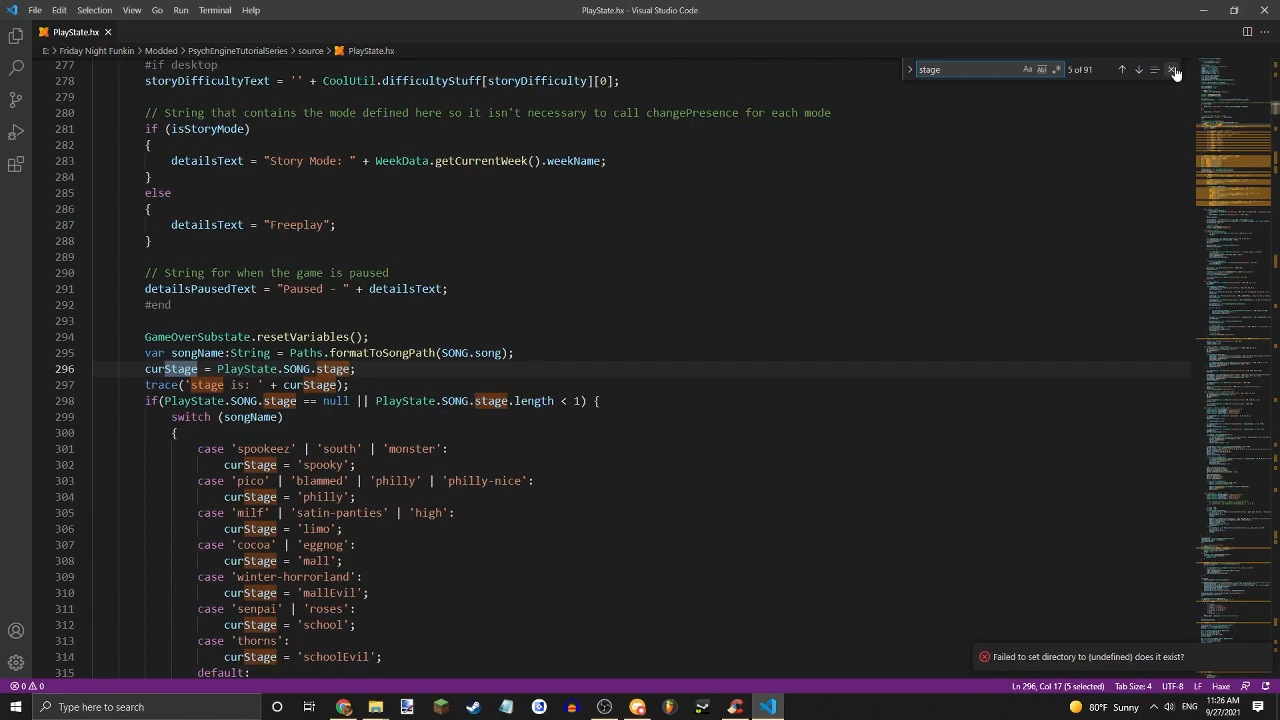 File Edit Selection View Go Run Terminal Help
PlayState.hx - Visual Studio Code
PlayState.hx
E: > Friday Night Funkin > Modded > PsychEngineTutorialSeries > source > PlayState.hx
stage
Aa
5 of 91
277 #if desktop
278 storyDifficultyText = '' + CoolUtil.difficultyStuff[storyDifficulty][0];
279
280 // String that contains the mode defined here so it isn't necessary to call changePresence for each mode
281 if (isStoryMode)
282 {
283 detailsText = "Story Mode: " + WeekData.getCurrentWeek().weekName;
284 }
285 else
286 {
287 detailsText = "Freeplay";
288 }
289
290 // String for when the game is paused
291 detailsPausedText = "Paused - " + detailsText;
292 #end
293
294 GameOverSubstate.resetVariables();
295 var songName:String = Paths.formatToSongPath(SONG.song);
296 curStage = PlayState.SONG.stage;
297 trace('stage is: ' + curStage);
298 if(PlayState.SONG.stage == null || PlayState.SONG.stage.length < 1) {
299 switch (songName)
300 {
301 case 'spookeez' | 'south' | 'monster':
302 curStage = 'spooky';
303 case 'pico' | 'blammed' | 'philly' | 'philly-nice':
304 curStage = 'philly';
305 case 'milf' | 'satin-panties' | 'high':
306 curStage = 'limo';
307 case 'cocoa' | 'eggnog':
308 curStage = 'mall';
309 case 'winter-horrorland':
310 curStage = 'mallEvil';
311 case 'senpai' | 'roses':
312 curStage = 'school';
313 case 'thorns':
314 curStage = 'schoolEvil';
315 default:
Failed to set directory to {undefined} does it exist?
0 0
Ln 296, Col 17 (5 selected) Tab Size: 4 UTF-8 LF Haxe
Type here to search
80°F Sunny
ENG
11:26 AM
9/27/2021